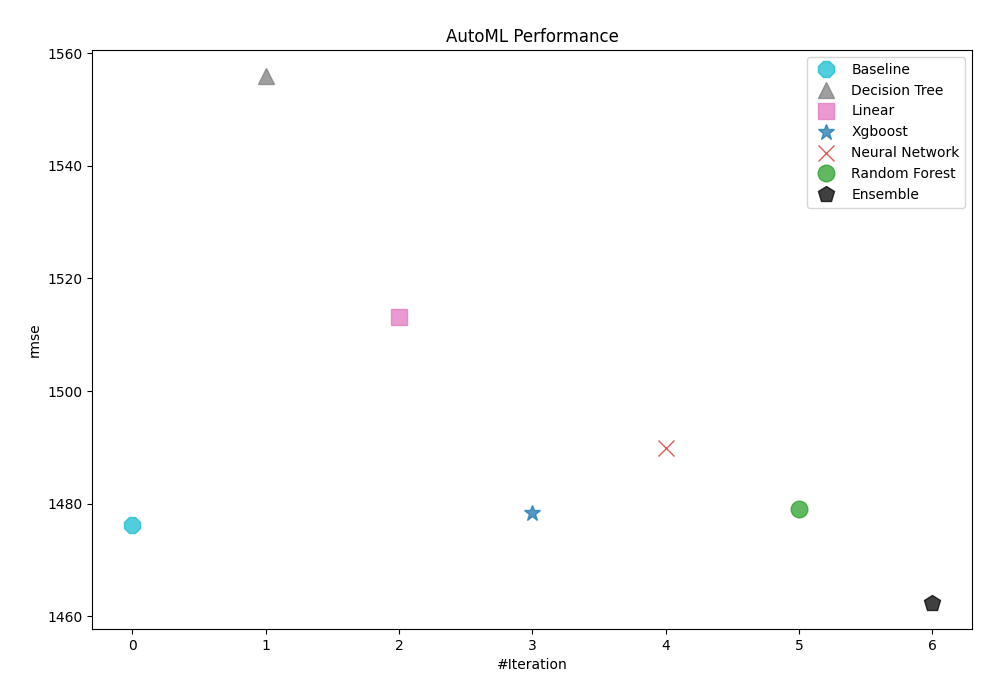 AutoML Performance
1560
1540
1520
1500
1480
1460
rmse
0 1 2 3 4 5 6
#Iteration
Baseline
Decision Tree
Linear
Xgboost
Neural Network
Random Forest
Ensemble